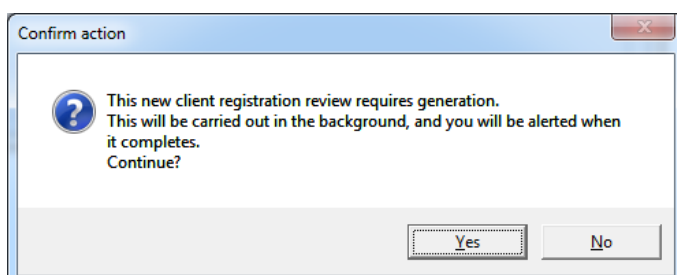 Confirm action
This new client registration review requires generation.
This will be carried out in the background, and you will be alerted when
it completes.
Continue?
Yes
No